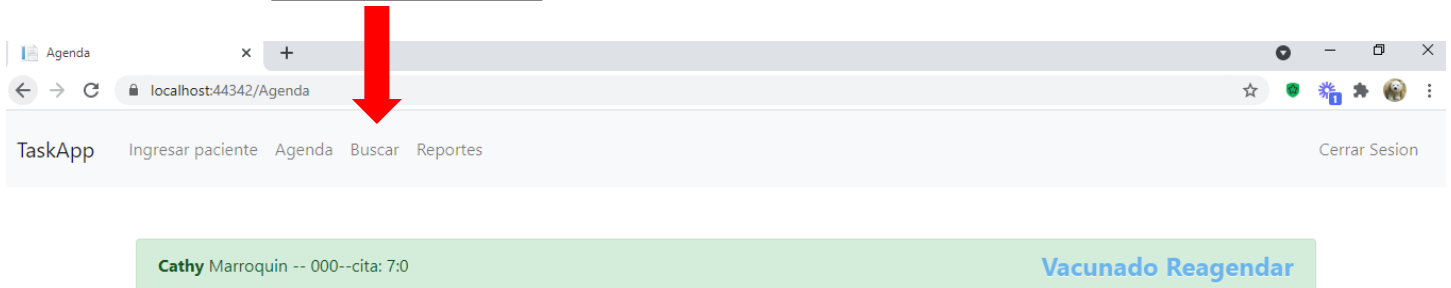 Agenda
localhost:44342/Agenda
1
TaskApp Ingresar paciente Agenda Buscar Reportes Cerrar Sesion
Cathy Marroquin -- 000--cita: 7:0 Vacunado Reagendar